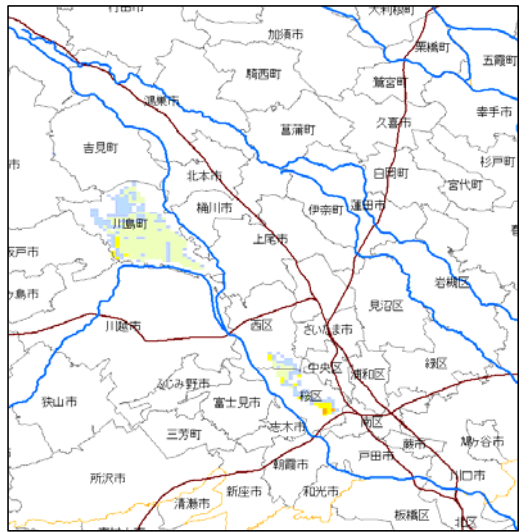 行田市
大利根町
加須市
栗橋町
五霞町
騎西町
鷲宮町
鴻巣市
幸手市
菖蒲町
久喜市
吉見町
杉戸町
北本市
白岡町
宮代町
桶川市
伊奈町
蓮田市
川島町
上尾市
坂戸市
岩槻区
ヶ島市
見沼区
川越市
西区
さいたま市
緑区
中央区
浦和区
ふじみ野市
桜区
狭山市
富士見市
南区
志木市
三芳町
蕨市
鳩ヶ谷市
戸田市
朝霞市
所沢市
川口市
新座市
和光市
清瀬市
板橋区
北区